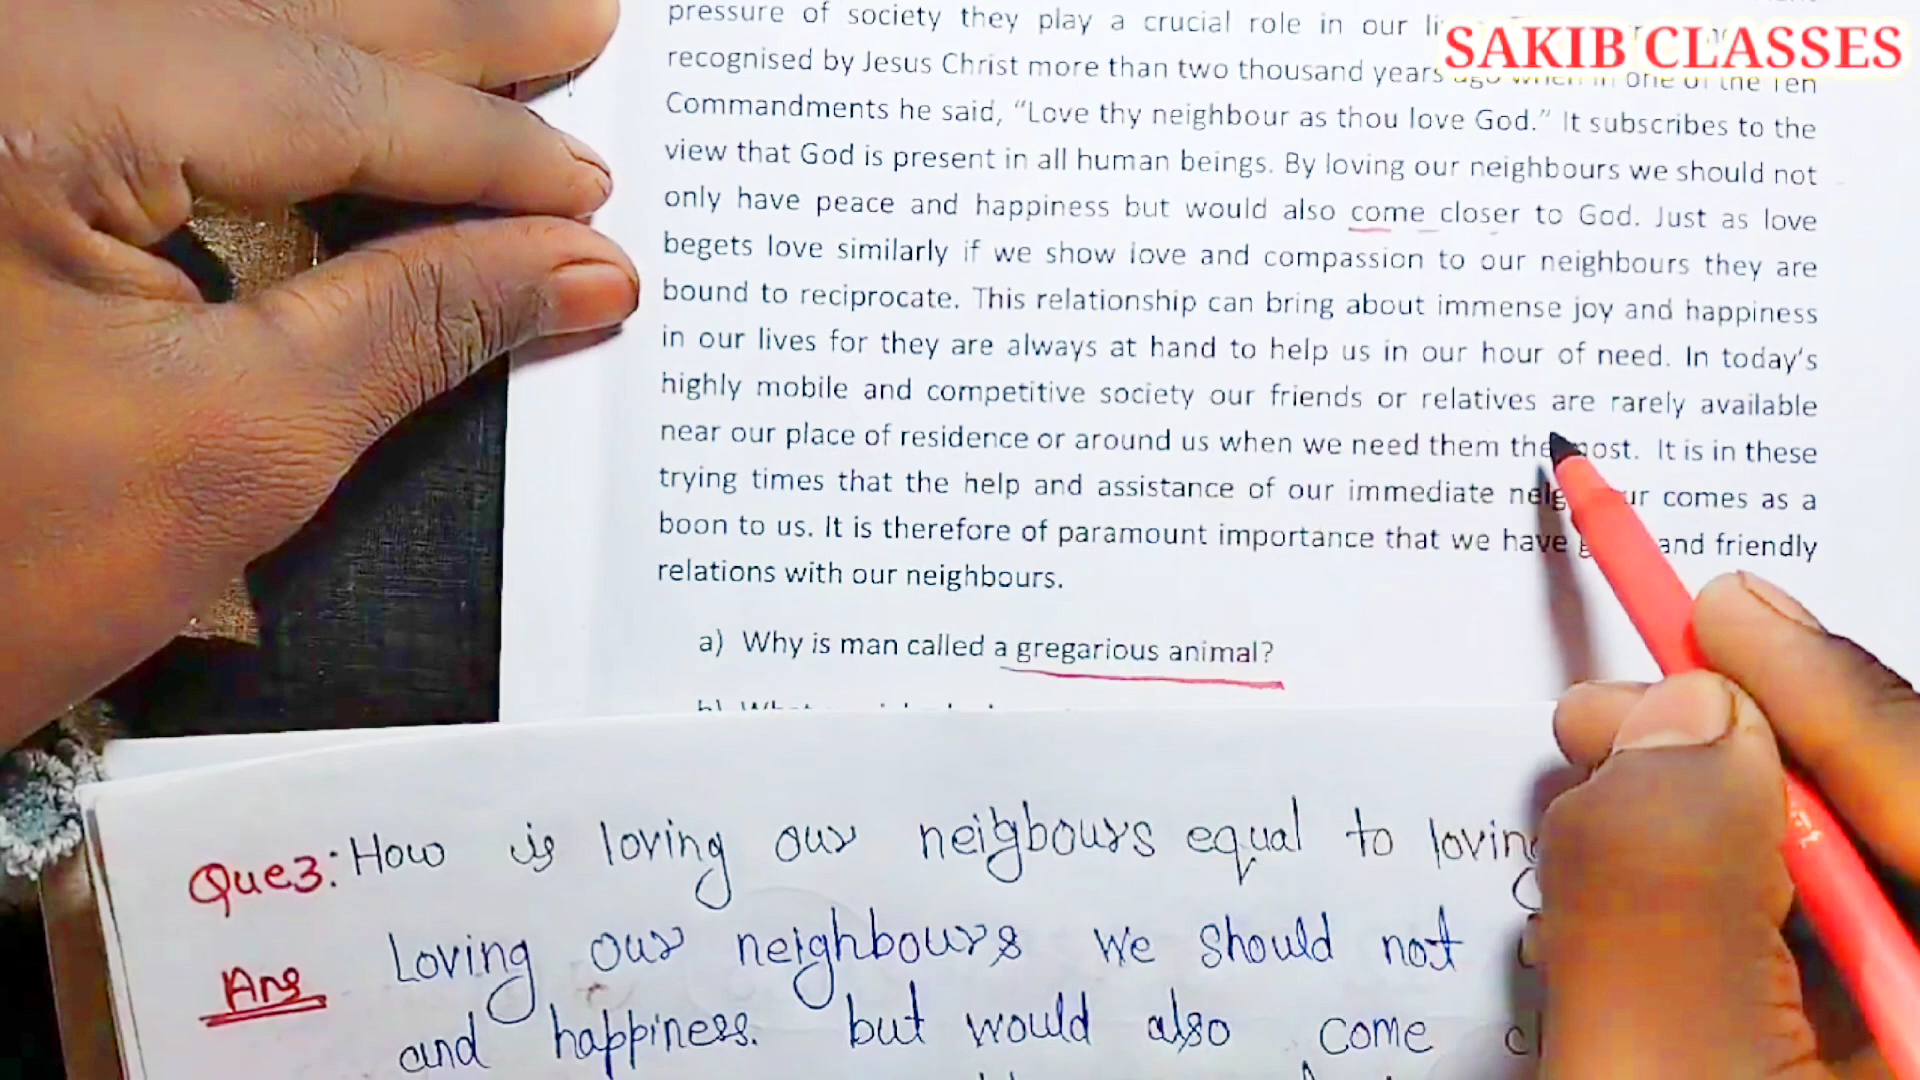 SAKIB CLASSES
pressure of society they play a crucial role in our
recognised by Jesus Christ more than two thousand years ago when in one of the Ten
Commandments he said, “Love thy neighbour as thou love God.” It subscribes to the
view that God is present in all human beings. By loving our neighbours we should not
only have peace and happiness but would also come closer to God. Just as love
begets love similarly if we show love and compassion to our neighbours they are
bound to reciprocate. This relationship can bring about immense joy and happiness
in our lives for they are always at hand to help us in our hour of need. In today's
highly mobile and competitive society our friends or relatives are rarely available
near our place of residence or around us when we need them the most. It is in these
trying times that the help and assistance of our immediate comes as a
boon to us. It is therefore of paramount importance that we have and friendly
relations with our neighbours.
a) Why is man called a gregarious animal?
Que3: How is loving our neigbours equal to loving
Ans Loving our neighbours we should not
and happiness. but would also come